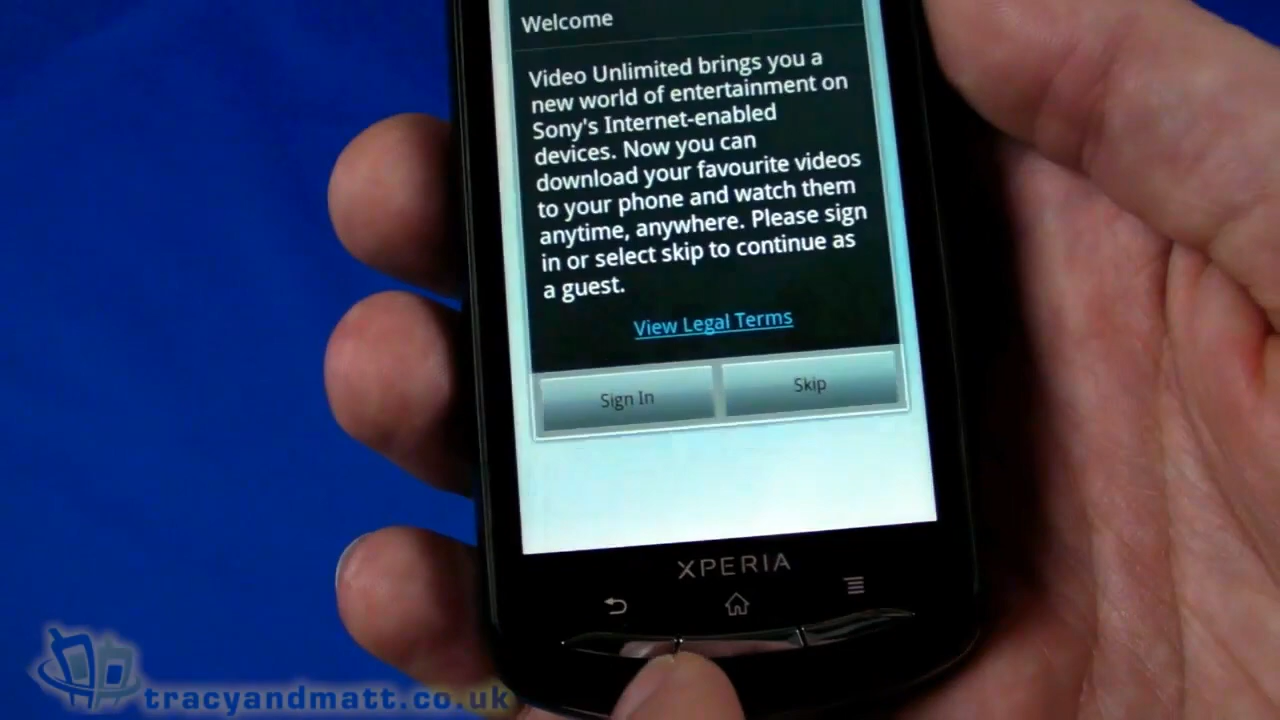 Welcome
Video Unlimited brings you a
new world of entertainment on
Sony's Internet-enabled
devices. Now you can
download your favourite videos
to your phone and watch them
anytime, anywhere. Please sign
in or select skip to continue as
a guest.
View Legal Terms
Sign In
Skip
XPERIA
tracyandmatt.co.uk